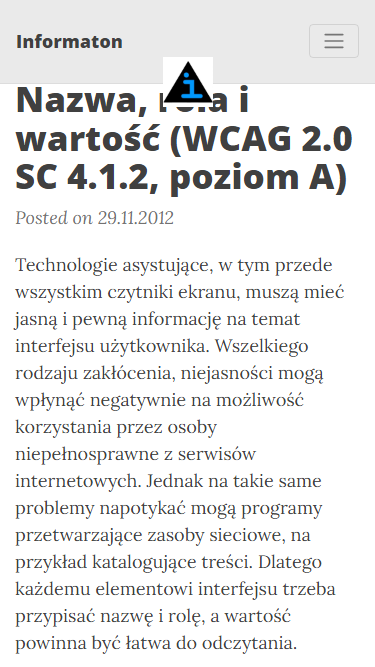 Informaton
Nazwa, rola i
wartość (WCAG 2.0
SC 4.1.2, poziom A)
Posted on 29.11.2012
Technologie asystujące, w tym przede
wszystkim czytniki ekranu, muszą mieć
jasną i pewną informację na temat
interfejsu użytkownika. Wszelkiego
rodzaju zakłócenia, niejasności mogą
wpłynąć negatywnie na możliwość
korzystania przez osoby
niepełnosprawne z serwisów
internetowych. Jednak na takie same
problemy napotykać mogą programy
przetwarzające zasoby sieciowe, na
przykład katalogujące treści. Dlatego
każdemu elementowi interfejsu trzeba
przypisać nazwę i rolę, a wartość
powinna być łatwa do odczytania.